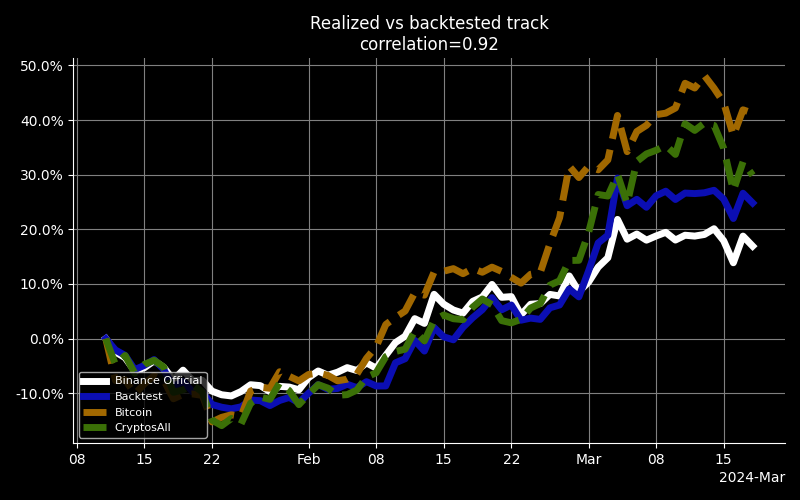 Realized vs backtested track
correlation=0.92
50.0%
40.0%
30.0%
20.0%
10.0%
0.0%
-10.0%
Binance Official
Backtest
Bitcoin
CryptosAll
08 15 22 Feb 08 15 22 Mar 08 15
2024-Mar